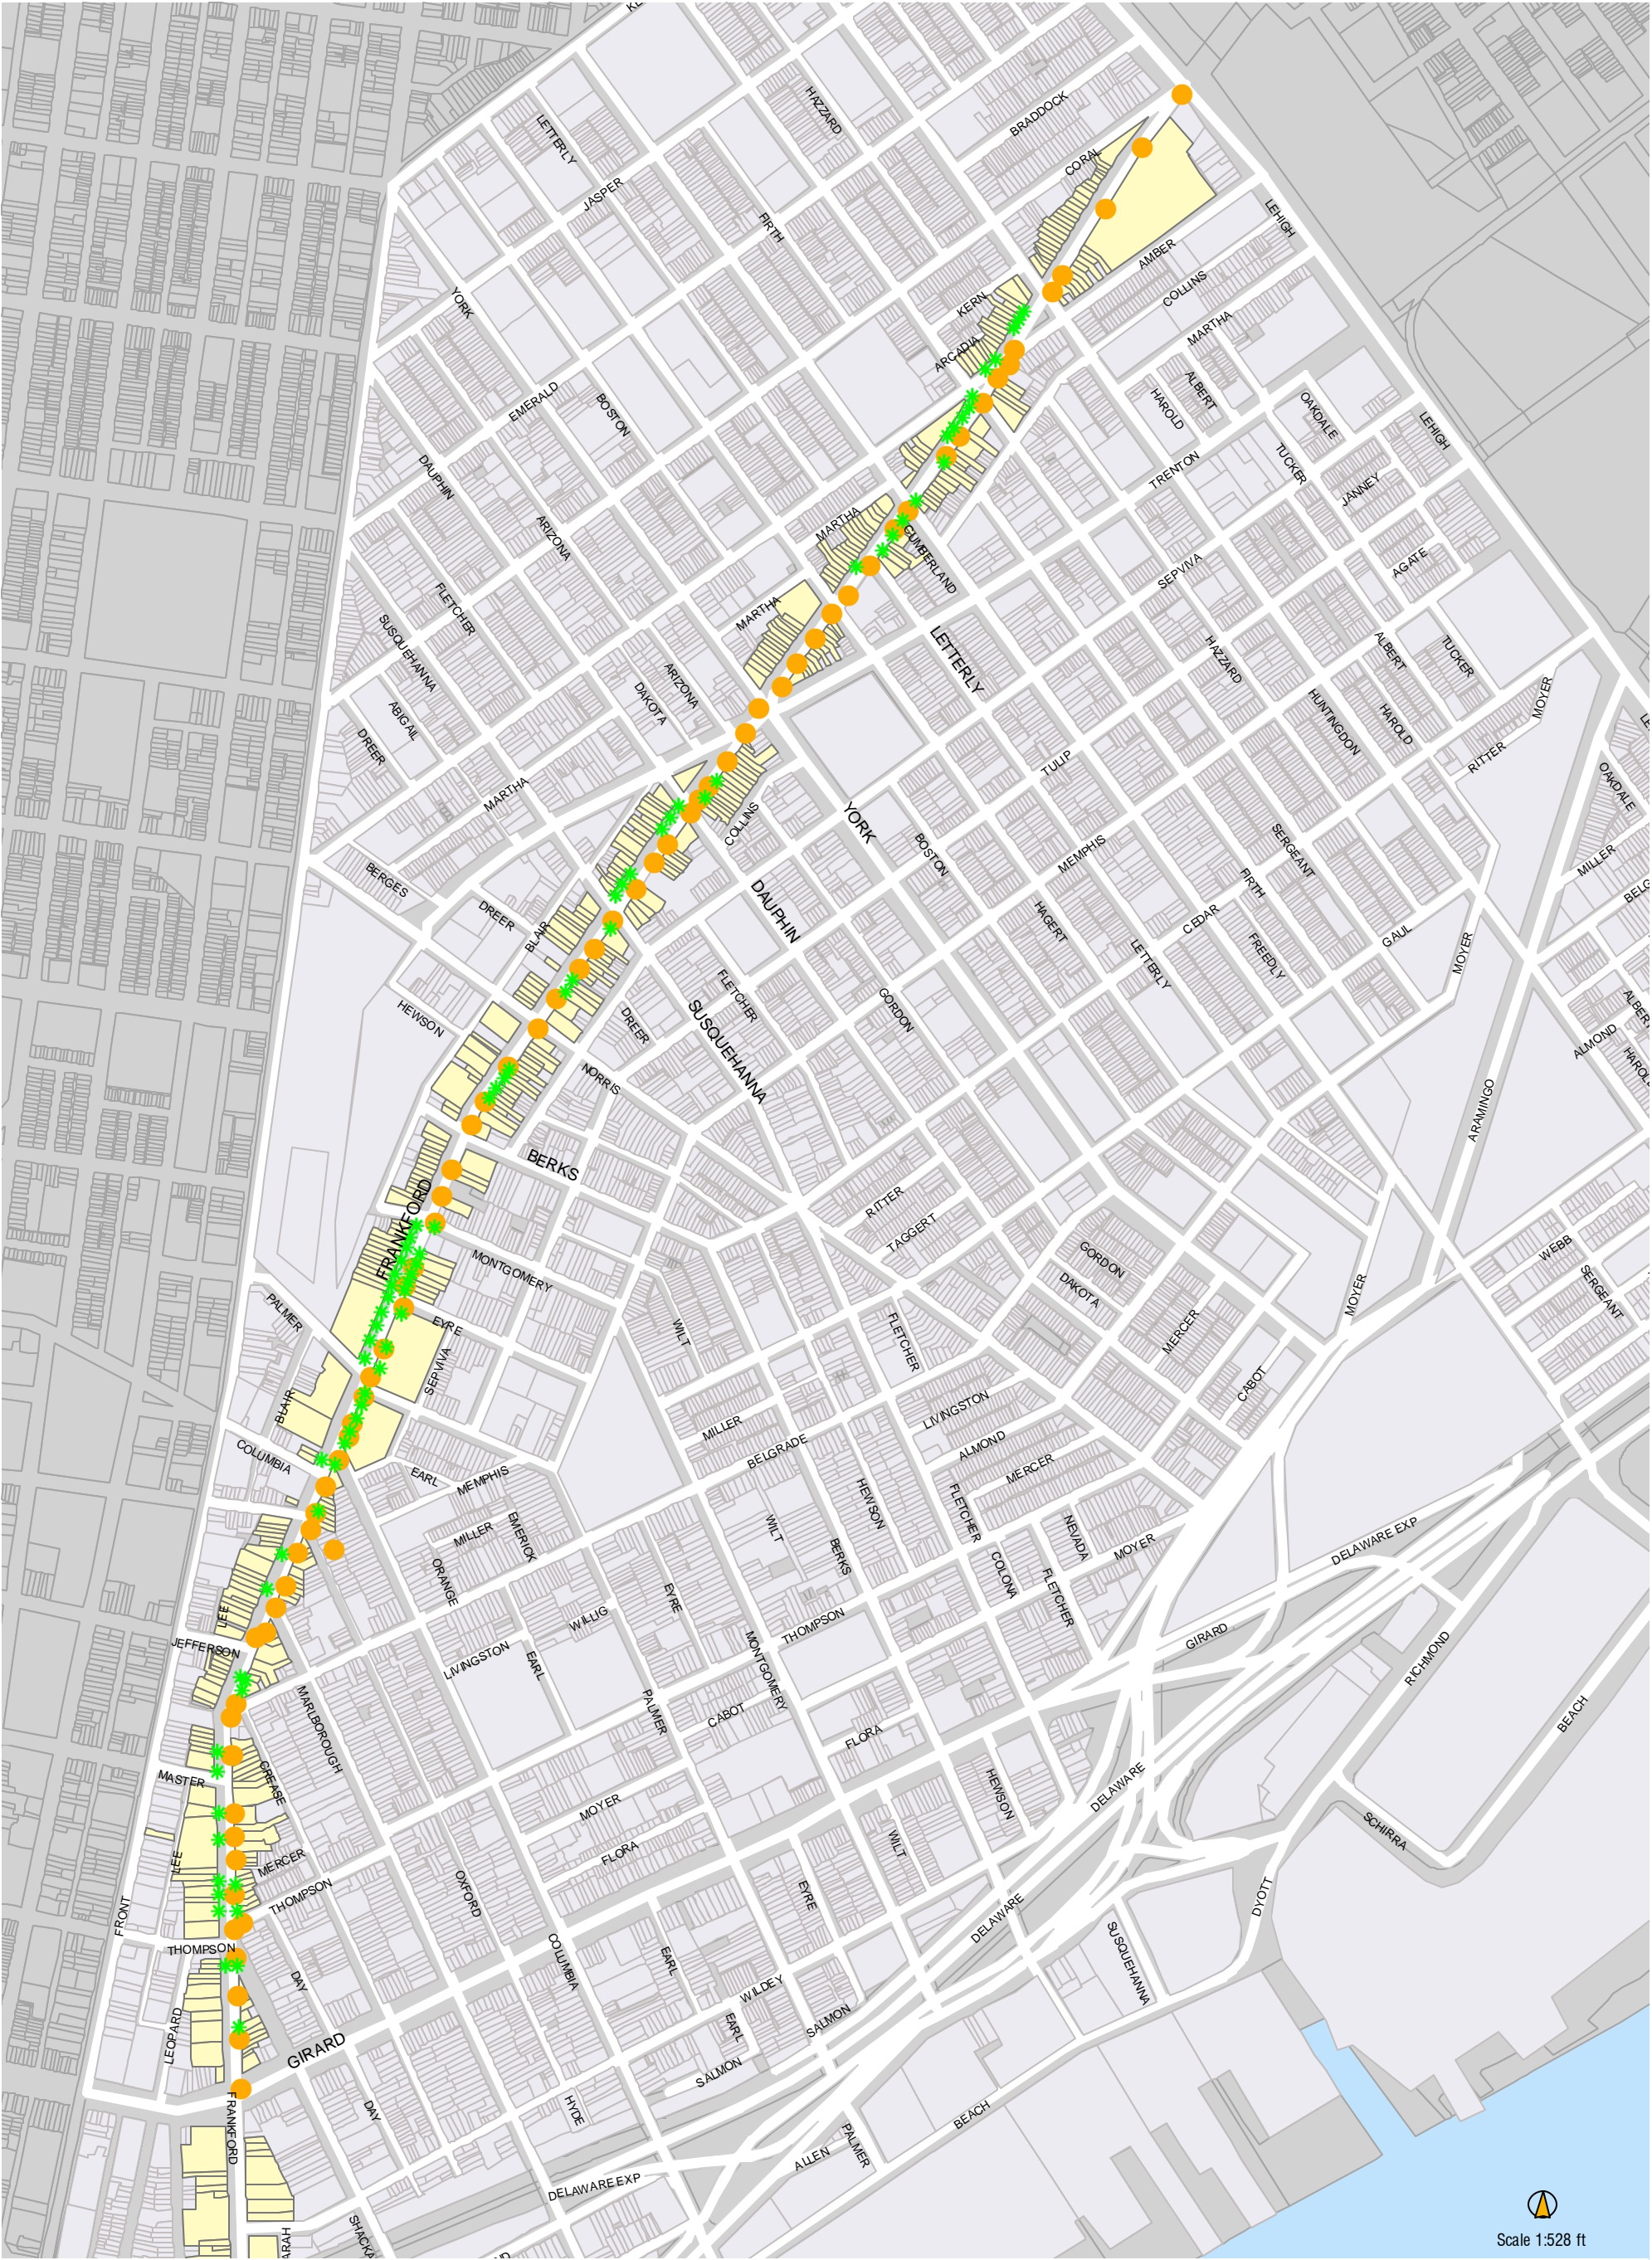 HAZZARD
BRADDOCK
LETTERLY
CORAL
JASPER
FIRTH
LEHIGH
AMBER
COLLINS
KERN
YORK
MARTHA
ARCADIA
ALBERT
HAROLD
EMERALD
BOSTON
OAKDALE
LEHIGH
DAUPHIN
TUCKER
TRENTON
JANNEY
MARTHA
ARIZONA
CUMBERLAND
AGATE
SEPVIVA
FLETCHER
MARTHA
SUSQUEHANNA
LETTERLY
HAZZARD
ALBERT
TUCKER
ARIZONA
DAKOTA
ABIGAIL
MOYER
HUNTINGDON
HAROLD
DREER
TULIP
RITTER
OAKDALE
MARTHA
COLLINS
YORK
SERGEANT
BOSTON
MEMPHIS
MILLER
BERGES
FIRTH
DAUPHIN
BELG
DREER
BLAIR
HAGERT
CEDAR
GAUL
FREEDLY
MOYER
LETTERLY
FLETCHER
GORDON
HEWSON
DREER
SUSQUEHANNA
ALBER
ALMOND
HAROL
NORRIS
ARAMINGO
BERKS
FRANKFORD
RITTER
TAGGERT
MONTGOMERY
GORDON
DAKOTA
WEBB
SERGEANT
MOYER
PALMER
EYRE
WILT
FLETCHER
MERCER
SEPVIVA
CABOT
BLAIR
MILLER
LIVINGSTON
BELGRADE
ALMOND
COLUMBIA
EARL
MEMPHIS
MERCER
HEWSON
FLETCHER
MILLER
EMERICK
WILT
NEVADA
DELAWARE EXP
BERKS
MOYER
ORANGE
COLONA
EYRE
FLETCHER
LEE
WILLIG
THOMPSON
JEFFERSON
LIVINGSTON
EARL
MONTGOMERY
GIRARD
RICHMOND
MARLBOROUGH
PALMER
CABOT
FLORA
BEACH
MASTER
CREASE
MOYER
HEWSON
DELAWARE
SCHIRRA
LEE
MERCER
FLORA
WILT
THOMPSON
OXFORD
EYRE
FRONT
DELAWARE
DYOTT
THOMPSON
COLUMBIA
EARL
SUSQUEHANNA
DAY
WILDEY
LEOPARD
GIRARD
EARL
SALMON
SALMON
FRANKFORD
DAY
HYDE
BEACH
ALLEN
PALMER
DELAWARE EXP
SHACKA
ARAH
Scale 1:528 ft